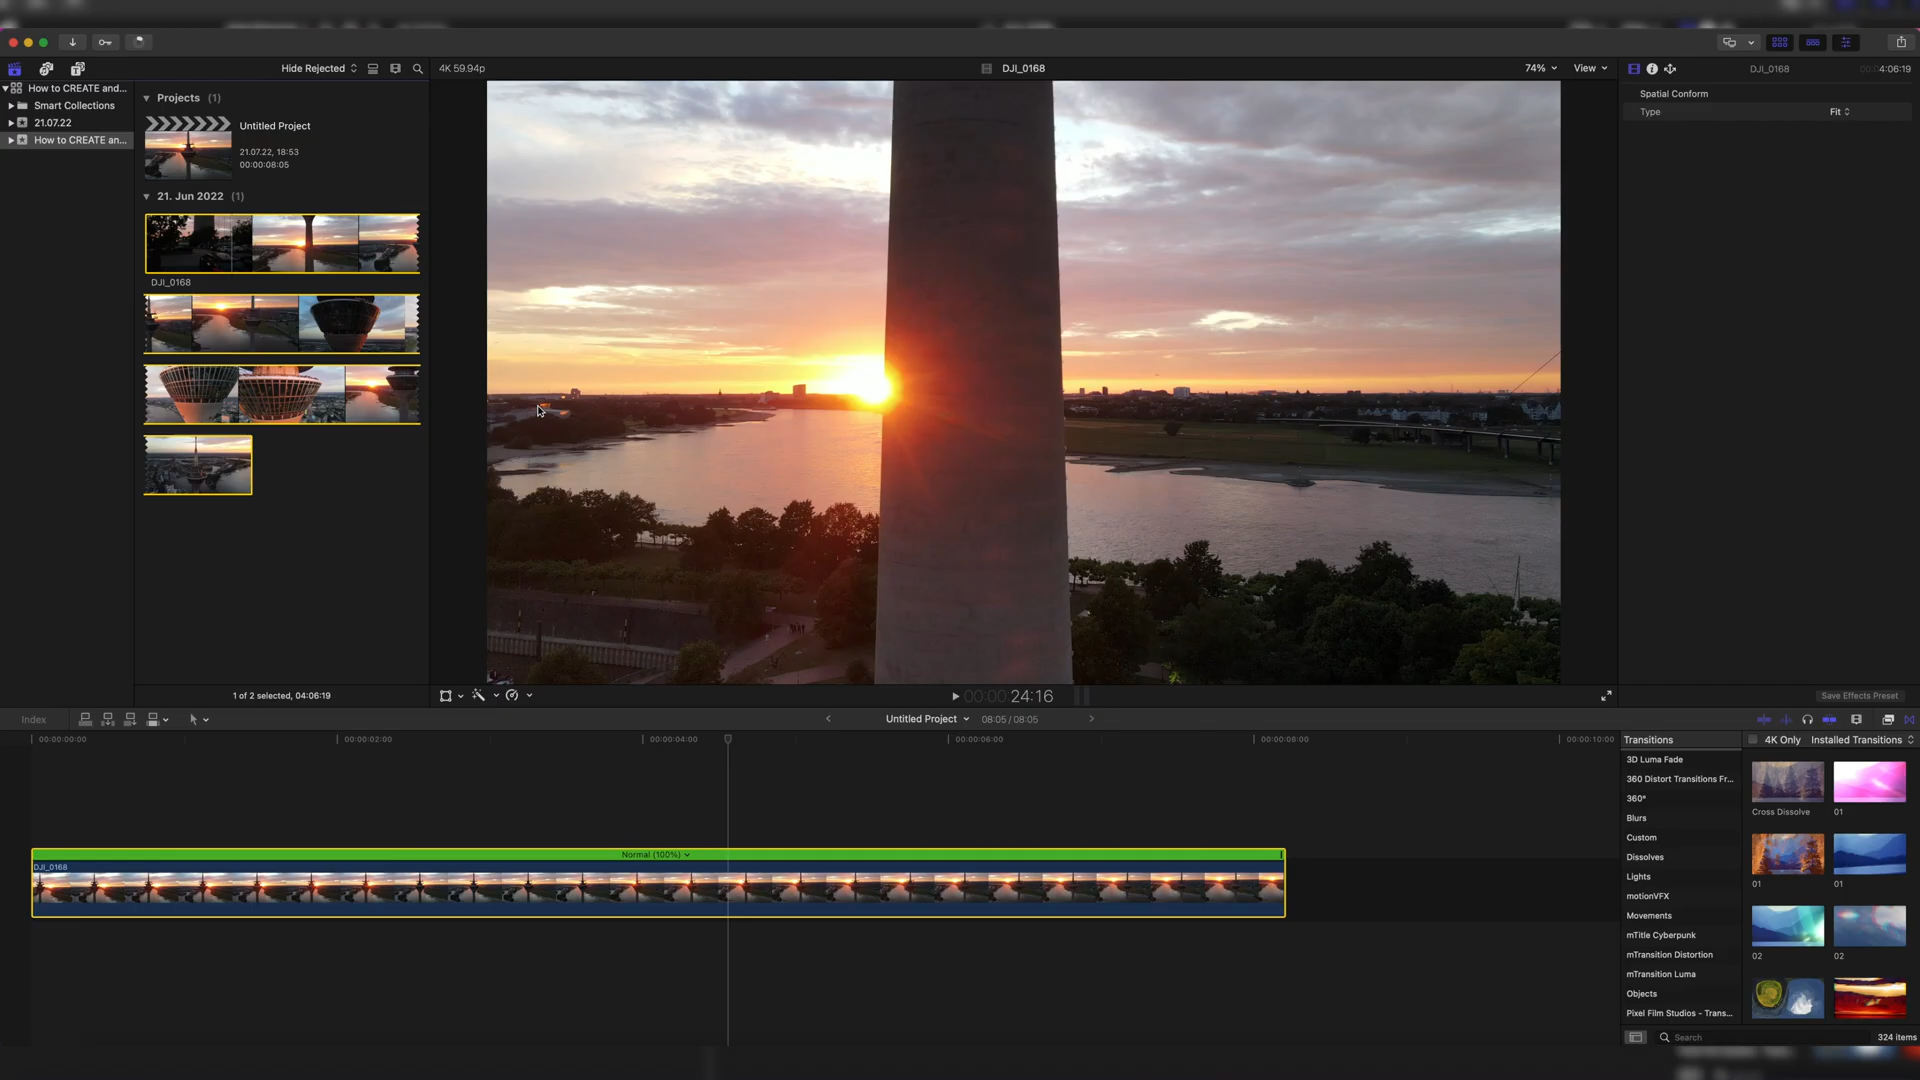 Hide Rejected
4K 59.94p
DJI_0168
74%
View
DJI_0168
4:06:19
How to CREATE and...
Smart Collections
21.07.22
How to CREATE an...
Projects (1)
Untitled Project
21.07.22, 18:53
00:00:08:05
21. Jun 2022 (1)
DJI_0168
1 of 2 selected, 04:06:19
00:00:24:16
Spatial Conform
Type
Fit
Save Effects Preset
Index
Untitled Project
08:05 / 08:05
00:00:00:00
00:00:02:00
00:00:04:00
00:00:06:00
00:00:08:00
00:00:10:00
Normal (100%)
DJI_0168
Transitions
4K Only
Installed Transitions
3D Luma Fade
360 Distort Transitions Fr...
360°
Blurs
Custom
Dissolves
Lights
motionVFX
Movements
mTitle Cyberpunk
mTransition Distortion
mTransition Luma
Objects
Pixel Film Studios - Trans...
Cross Dissolve
01
01
01
02
02
Search
324 items